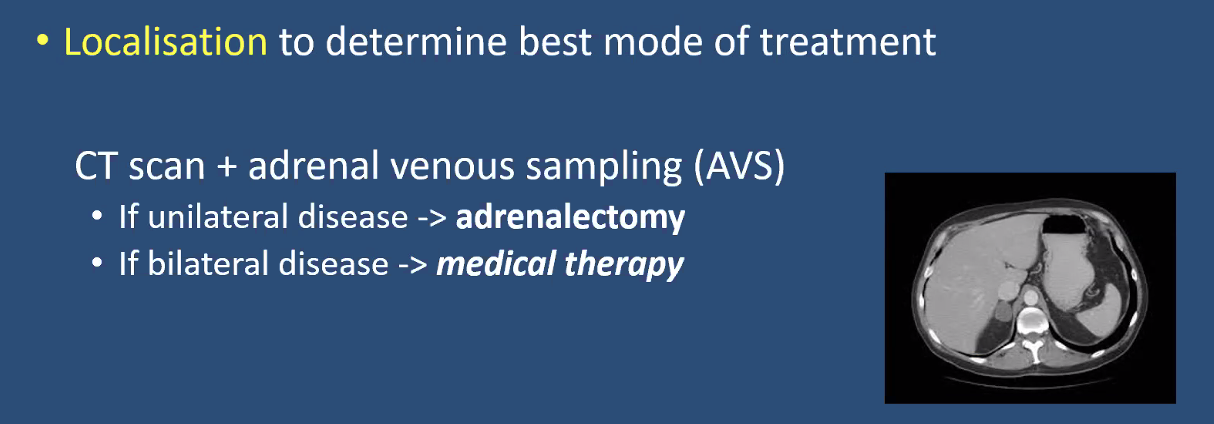 • Localisation to determine best mode of treatment
CT scan + adrenal venous sampling (AVS)
• If unilateral disease -> adrenalectomy
• If bilateral disease -> medical therapy